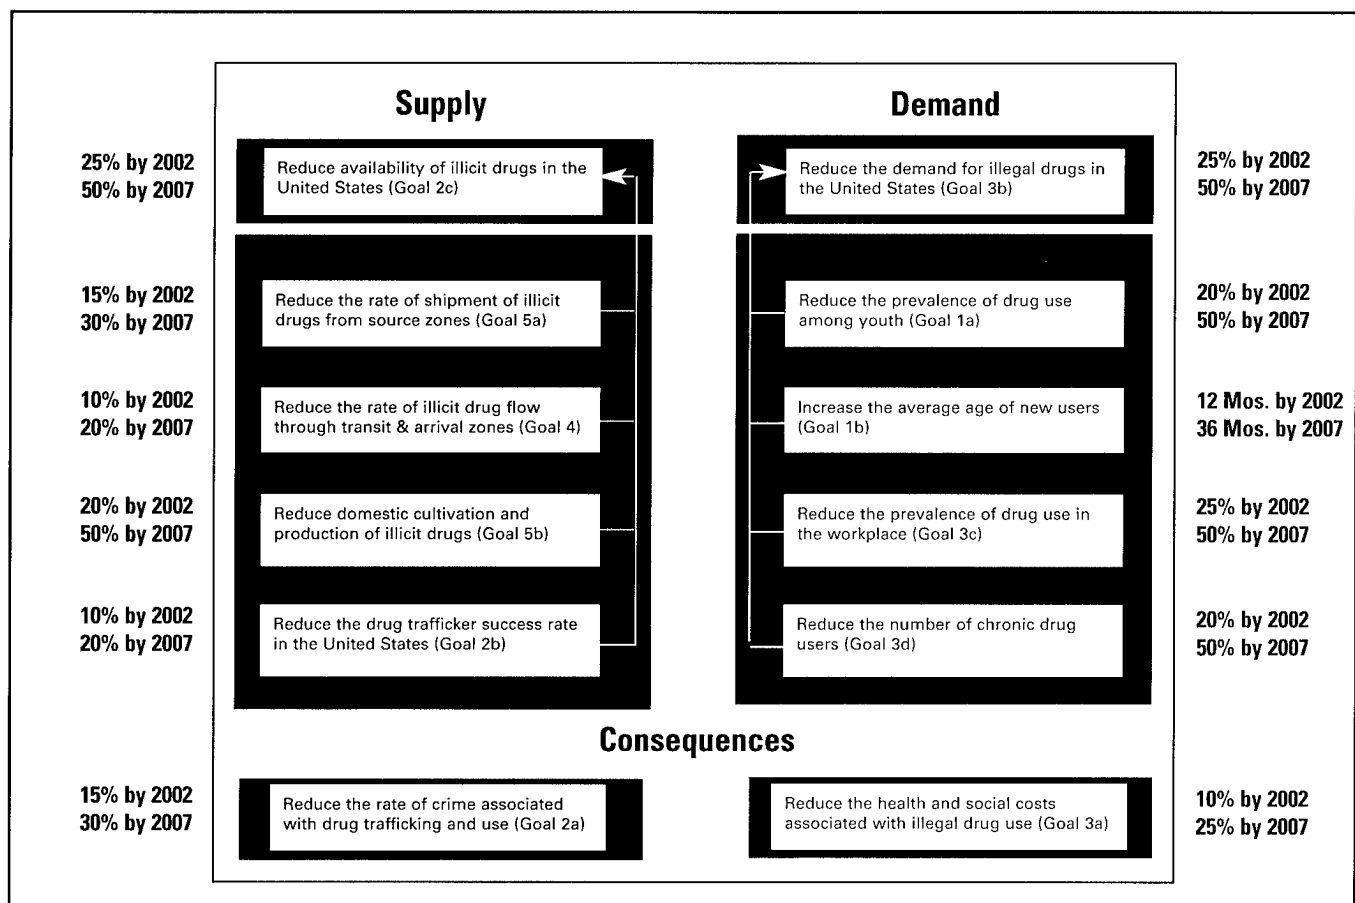 Supply
25% by 2002
50% by 2007
Reduce availability of illicit drugs in the
United States (Goal 2c)
15% by 2002
30% by 2007
Reduce the rate of shipment of illicit
drugs from source zones (Goal 5a)
10% by 2002
20% by 2007
Reduce the rate of illicit drug flow
through transit & arrival zones (Goal 4)
20% by 2002
50% by 2007
Reduce domestic cultivation and
production of illicit drugs (Goal 5b)
10% by 2002
20% by 2007
Reduce the drug trafficker success rate
in the United States (Goal 2b)
Demand
Reduce the demand for illegal drugs in
the United States (Goal 3b)
25% by 2002
50% by 2007
Reduce the prevalence of drug use
among youth (Goal 1a)
20% by 2002
50% by 2007
Increase the average age of new users
(Goal 1b)
12 Mos. by 2002
36 Mos. by 2007
Reduce the prevalence of drug use in
the workplace (Goal 3c)
25% by 2002
50% by 2007
Reduce the number of chronic drug
users (Goal 3d)
20% by 2002
50% by 2007
Consequences
15% by 2002
30% by 2007
Reduce the rate of crime associated
with drug trafficking and use (Goal 2a)
Reduce the health and social costs
associated with illegal drug use (Goal 3a)
10% by 2002
25% by 2007